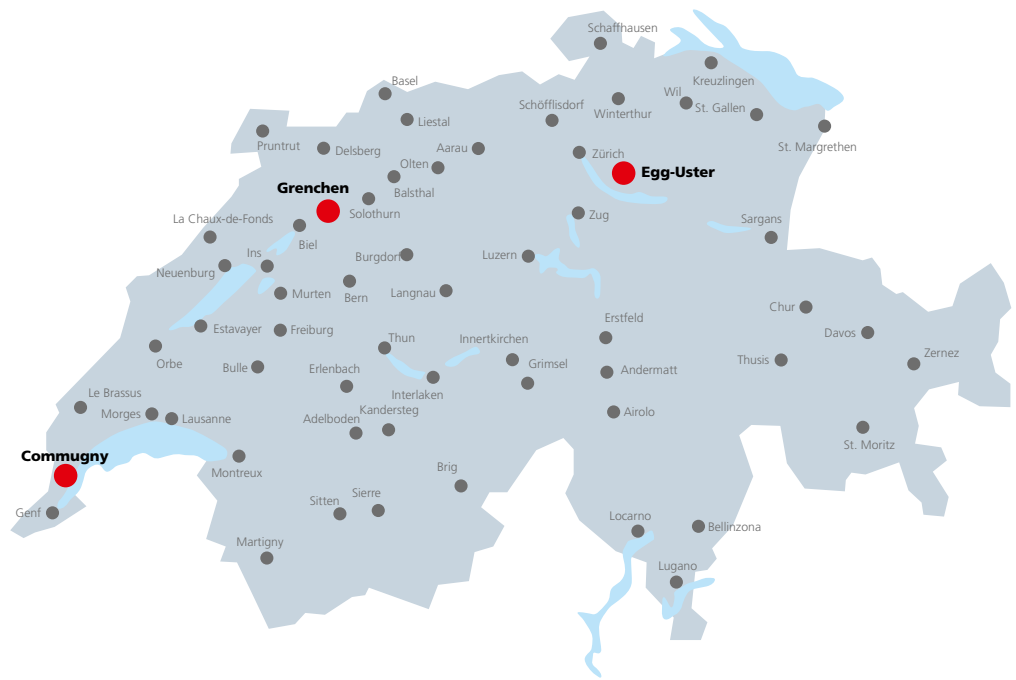 Schaffhausen
Basel
Kreuzlingen
Wil
Schöfflisdorf
St. Gallen
Winterthur
Liestal
Pruntrut
Delsberg
Aarau
Zürich
St. Margrethen
Olten
Egg-Uster
Grenchen
Balsthal
Solothurn
La Chaux-de-Fonds
Zug
Sargans
Biel
Ins
Burgdorf
Luzern
Neuenburg
Murten
Bern
Langnau
Chur
Erstfeld
Estavayer
Freiburg
Thun
Innertkirchen
Davos
Zernez
Orbe
Bulle
Erlenbach
Grimsel
Andermatt
Thusis
Le Brassus
Interlaken
Morges
Lausanne
Kandersteg
Adelboden
Airolo
St. Moritz
Commugny
Montreux
Brig
Sitten
Sierre
Genf
Locarno
Bellinzona
Martigny
Lugano